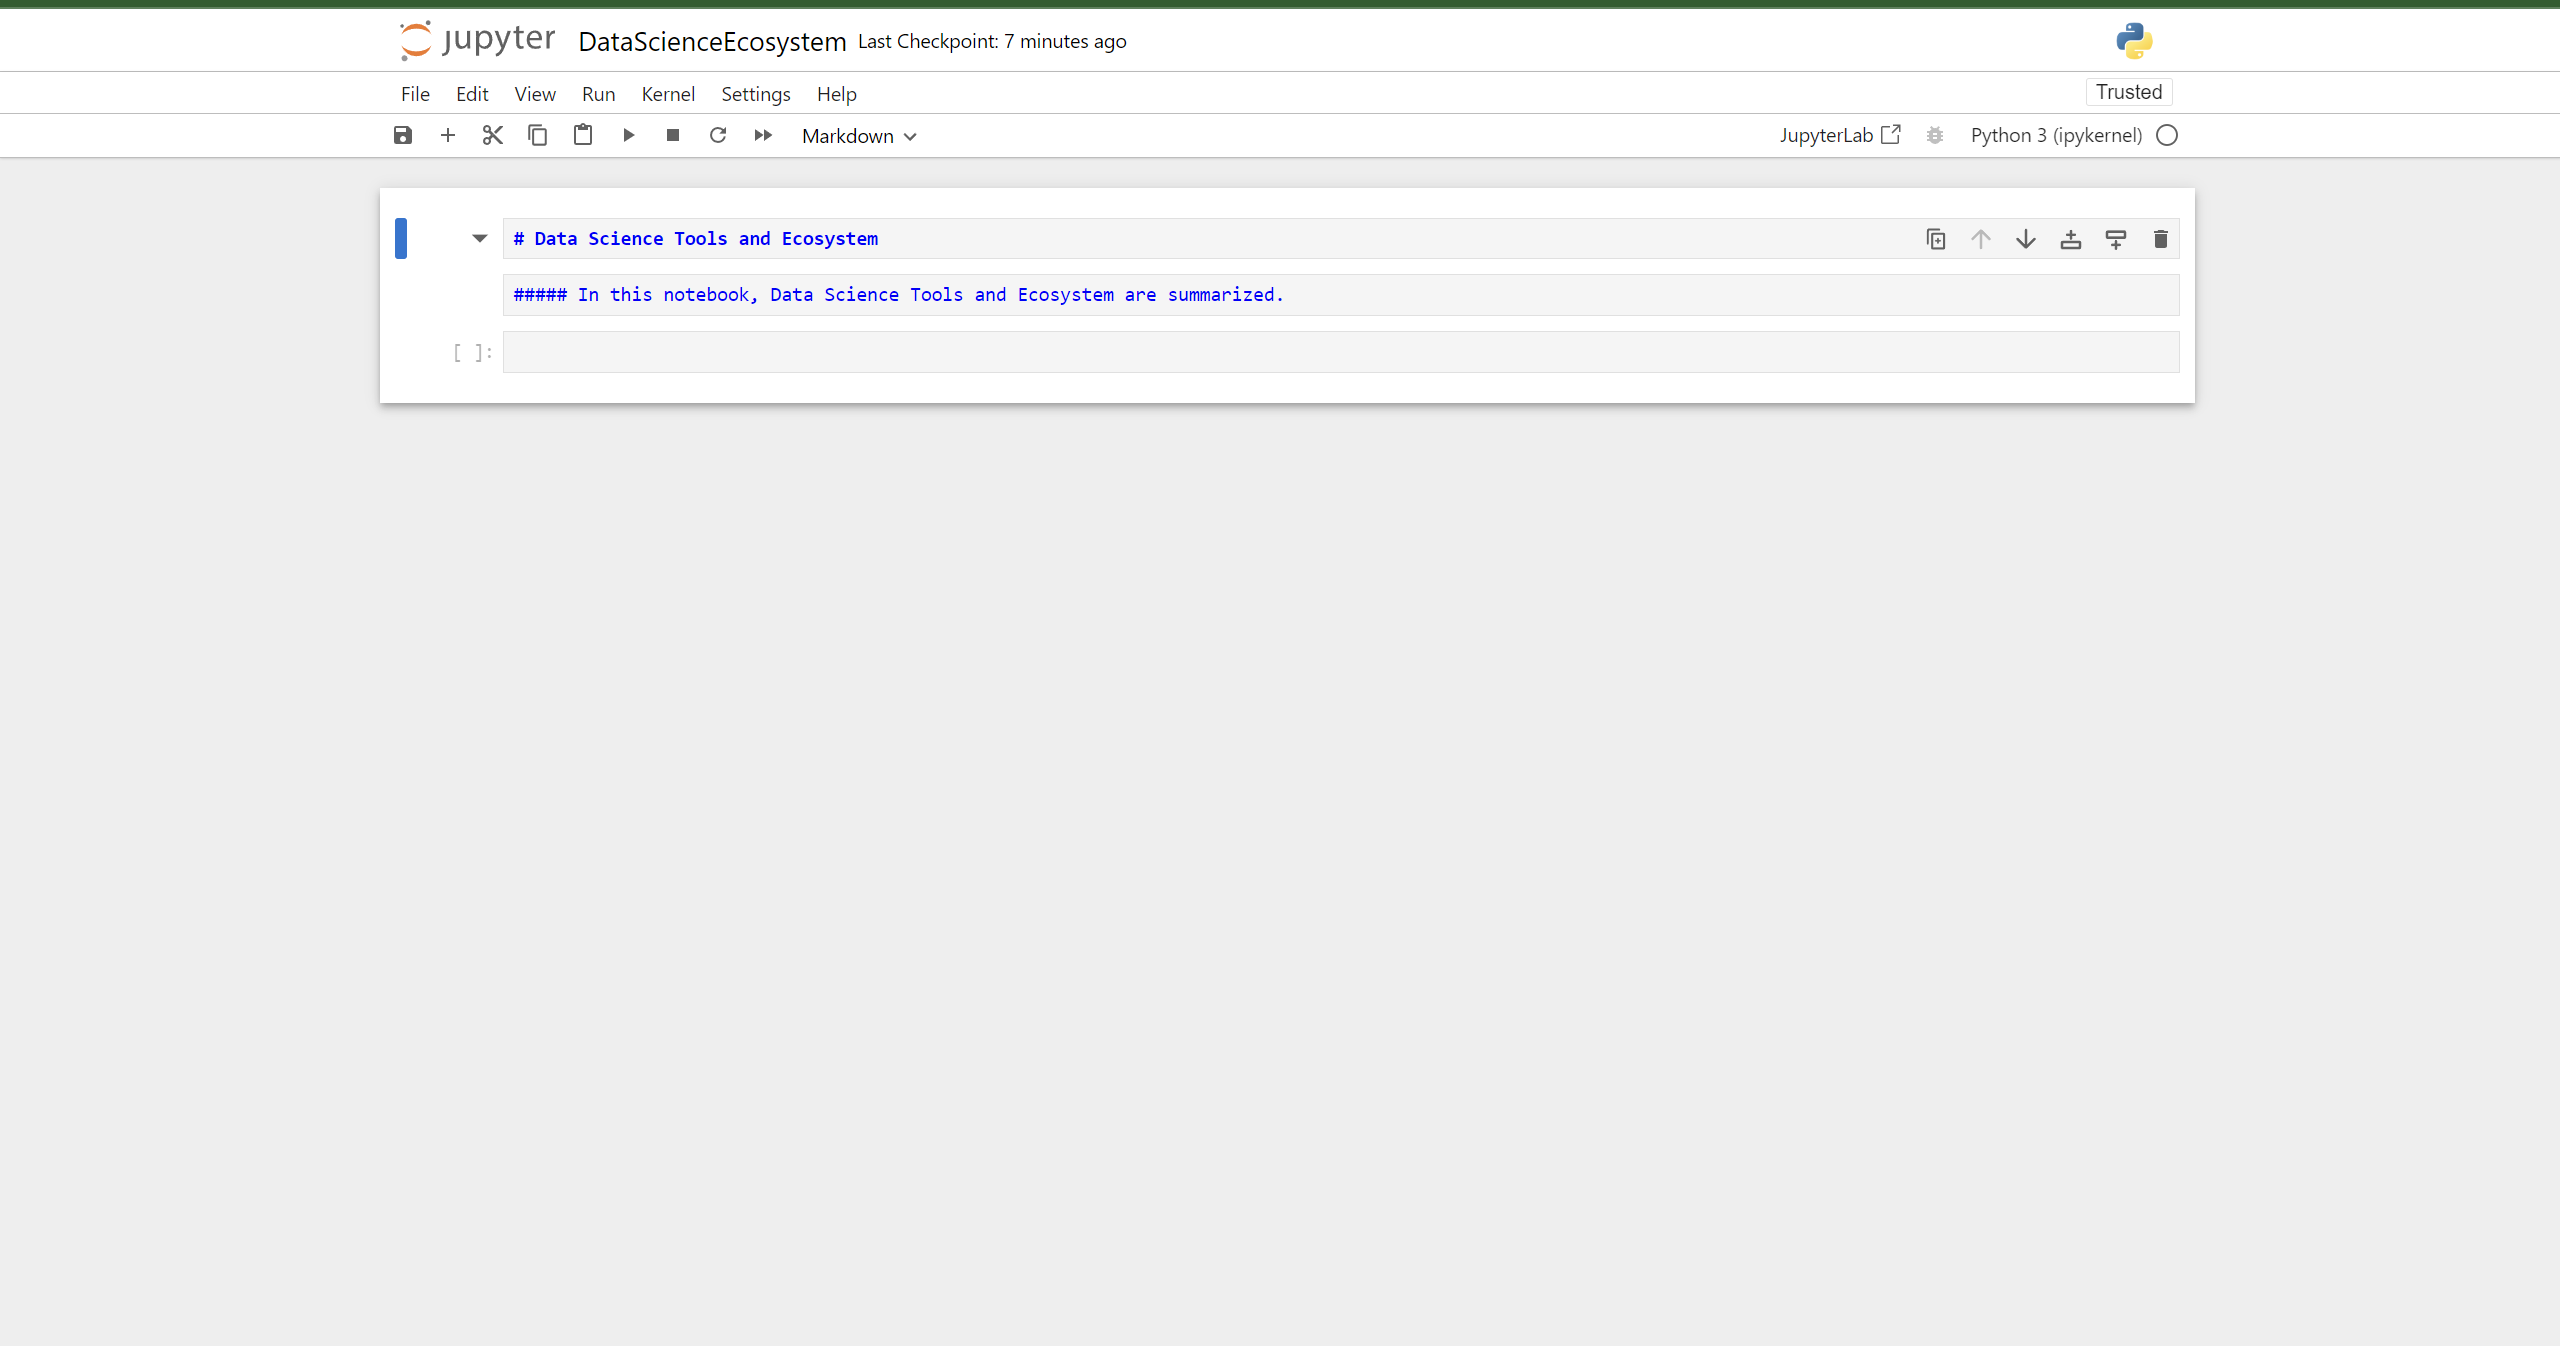 jupyter DataScienceEcosystem Last Checkpoint: 7 minutes ago
File Edit View Run Kernel Settings Help Trusted
Markdown JupyterLab Python 3 (ipykernel)
# Data Science Tools and Ecosystem
##### In this notebook, Data Science Tools and Ecosystem are summarized.
[ ]: